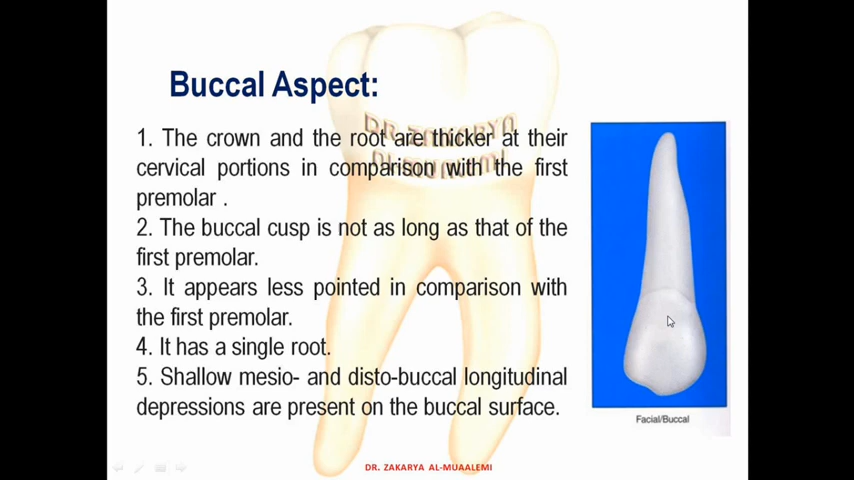 Buccal Aspect:
1. The crown and the root are thicker at their
cervical portions in comparison with the first
premolar .
2. The buccal cusp is not as long as that of the
first premolar.
3. It appears less pointed in comparison with
the first premolar.
4. It has a single root.
5. Shallow mesio- and disto-buccal longitudinal
depressions are present on the buccal surface.
DR. ZAKARYA
Facial/Buccal
DR. ZAKARYA AL-MUAALEMI